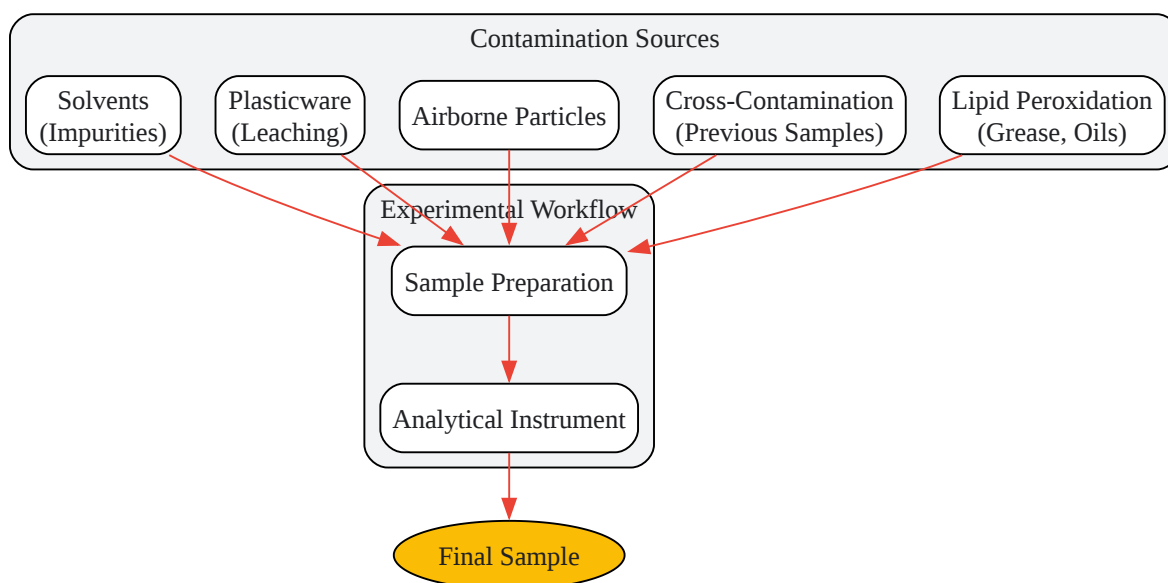 Contamination Sources
Solvents
(Impurities)
Plasticware
(Leaching)
Airborne Particles
Cross-Contamination
(Previous Samples)
Lipid Peroxidation
(Grease, Oils)
Experimental Workflow
Sample Preparation
Analytical Instrument
Final Sample